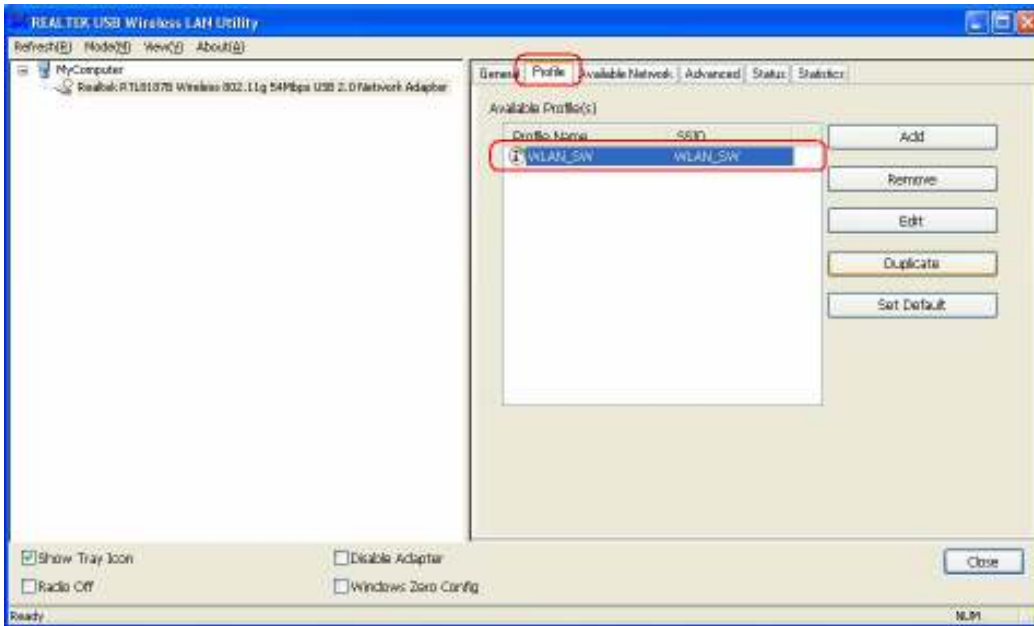 REALTEK USB Wireless LAN Utility
Refresh(R) Mode(M) View(V) About(A)
MyComputer
Realtek RTL8187B Wireless 802.11g 54Mbps USB 2.0 Network Adapter
General Profile Available Network Advanced Status Statistics
Available Profile(s)
Profile Name SSID
WLAN_SW WLAN_SW
Add
Remove
Edit
Duplicate
Set Default
Show Tray Icon
Disable Adapter
Radio Off
Windows Zero Config
Close
Ready
NUM